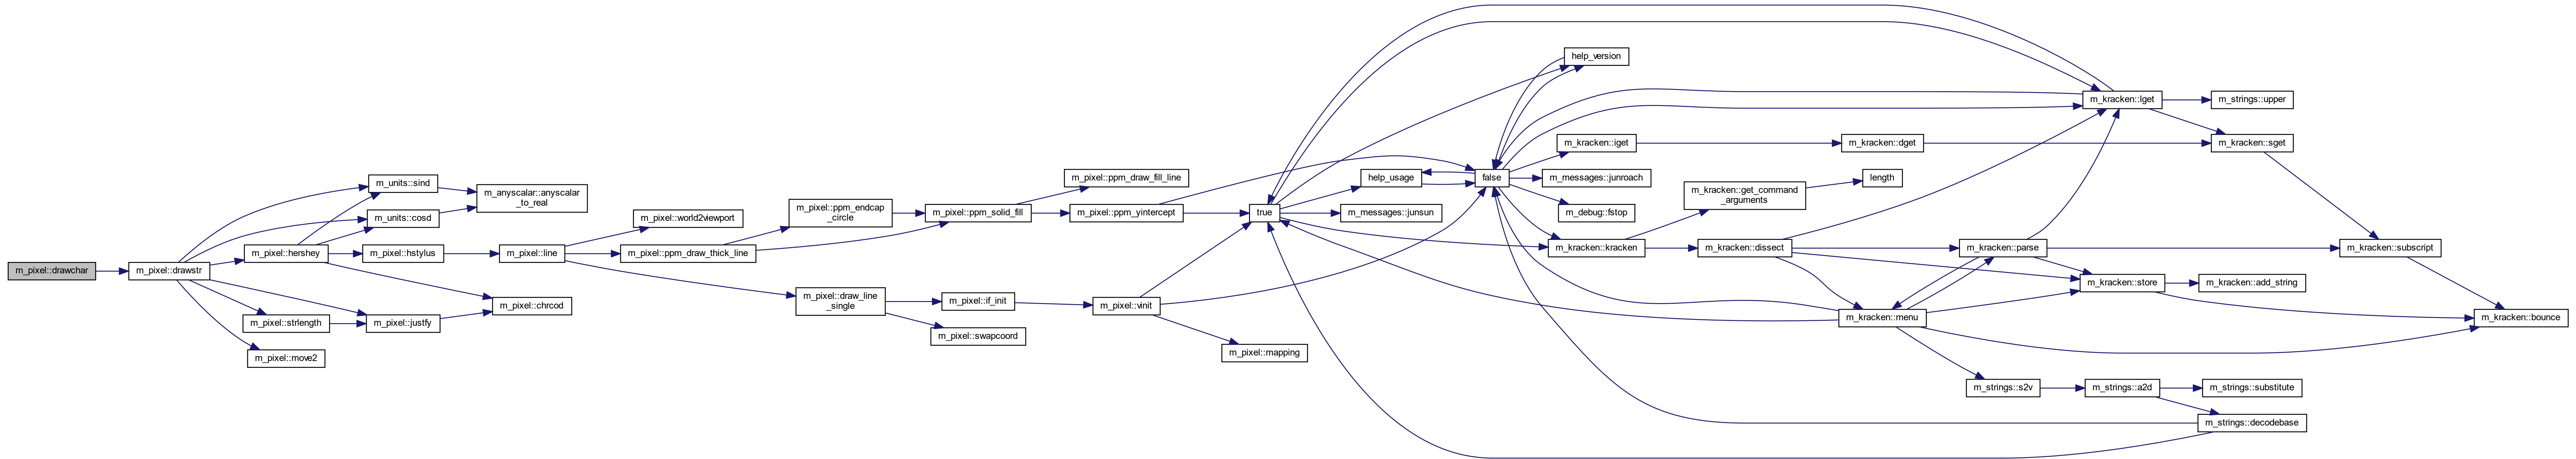 m_pixel::drawchar
m_pixel::drawstr
m_units::sind
m_units::cosd
m_pixel::hershey
m_pixel::strlength
m_pixel::move2
m_anyscalar::anyscalar
_to_real
m_pixel::hstylus
m_pixel::justfy
m_pixel::chrcod
m_pixel::line
m_pixel::world2viewport
m_pixel::ppm_draw_thick_line
m_pixel::draw_line
_single
m_pixel::ppm_endcap
_circle
m_pixel::ppm_solid_fill
m_pixel::if_init
m_pixel::swapcoord
m_pixel::ppm_draw_fill_line
m_pixel::ppm_yintercept
m_pixel::vinit
m_pixel::mapping
true
help_usage
m_messages::junsun
false
help_version
m_kracken::iget
m_messages::junroach
m_debug::fstop
m_kracken::kracken
m_kracken::get_command
_arguments
m_kracken::dissect
m_kracken::dget
length
m_kracken::menu
m_kracken::parse
m_strings::s2v
m_kracken::lget
m_kracken::store
m_strings::a2d
m_strings::upper
m_kracken::sget
m_kracken::add_string
m_strings::substitute
m_strings::decodebase
m_kracken::subscript
m_kracken::bounce